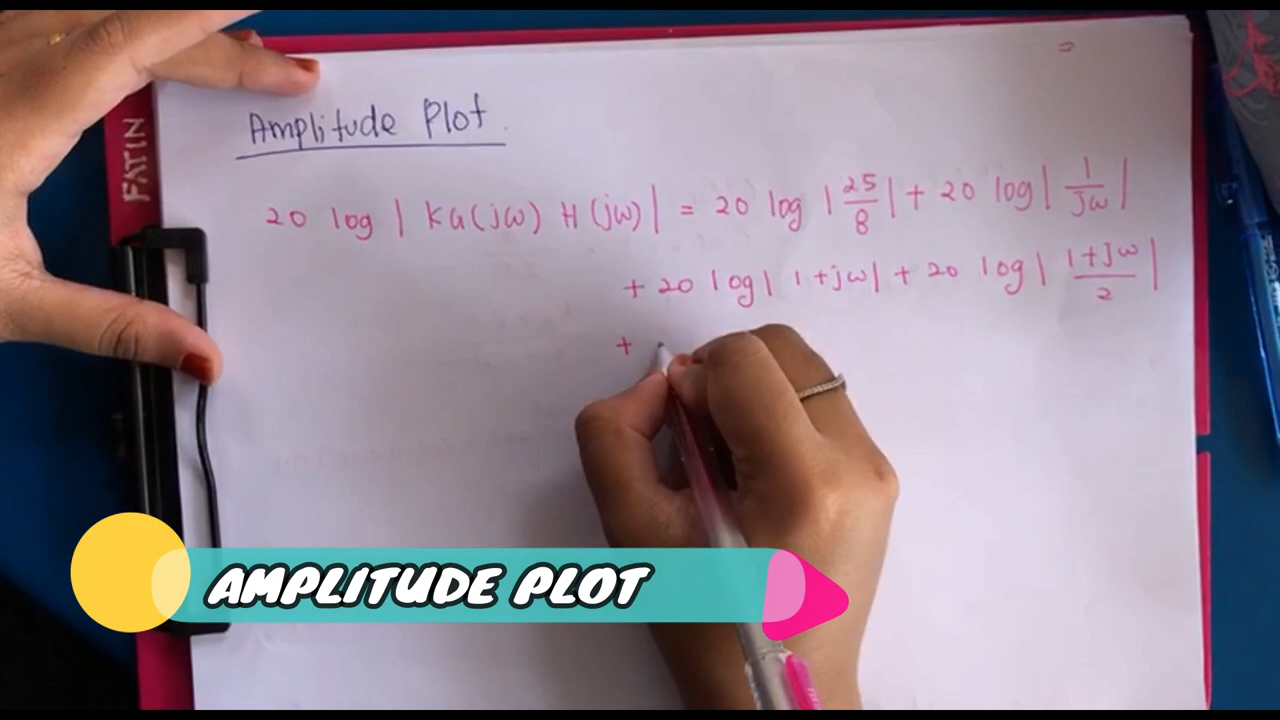 Amplitude Plot.
20 log | KG(jω) H(jω)| = 20 log |25/8| + 20 log| 1/jω |
+ 20 log| 1+jω| + 20 log| 1+jω/2 |
+
=
FATIN
AMPLITUDE PLOT